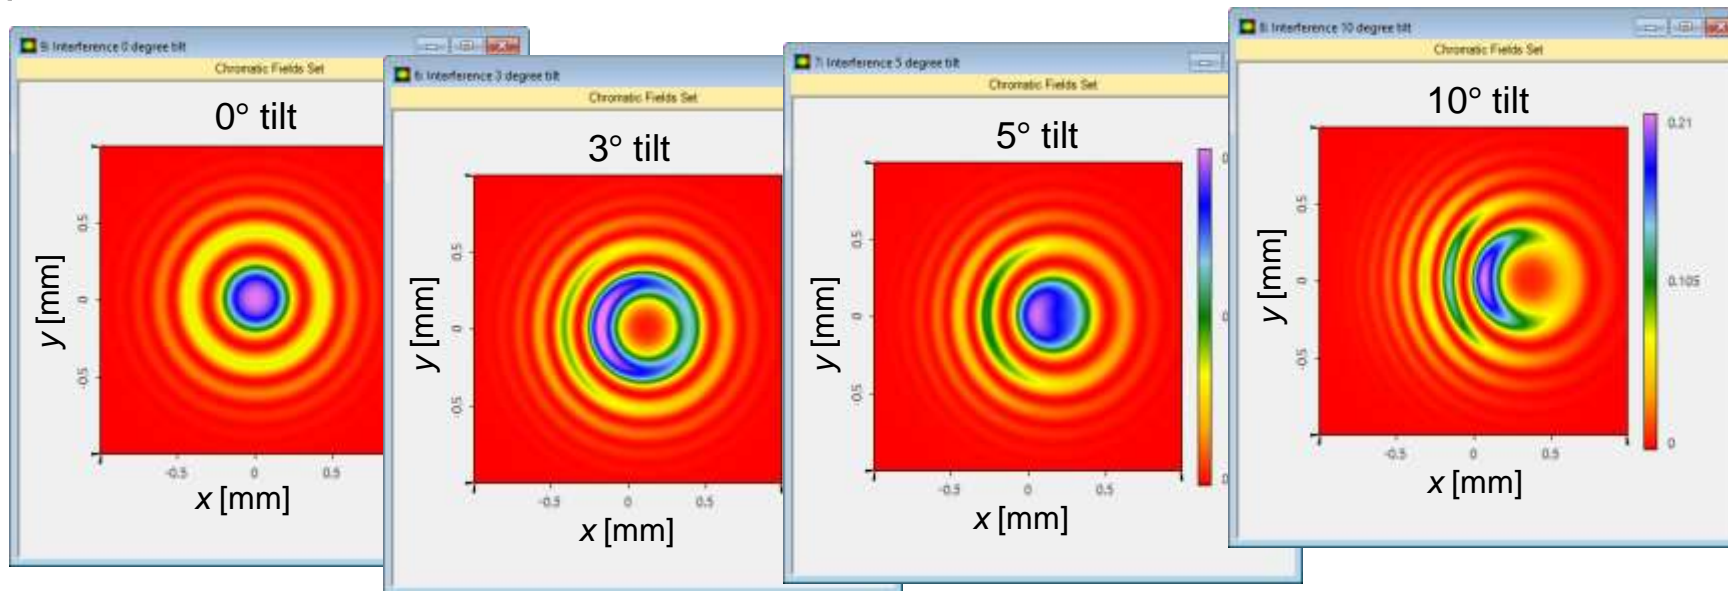 9: Interference 0 degree tilt
Chromatic Fields Set
0° tilt
0.5
0
-0.5
y [mm]
-0.5 0 0.5
x [mm]
6: Interference 3 degree tilt
Chromatic Fields Set
3° tilt
0.5
0
-0.5
y [mm]
-0.5 0 0.5
x [mm]
7: Interference 5 degree tilt
Chromatic Fields Set
5° tilt
0.5
0
-0.5
y [mm]
-0.5 0 0.5
x [mm]
8: Interference 10 degree tilt
Chromatic Fields Set
10° tilt
0.21
0.105
0
0.5
0
-0.5
y [mm]
-0.5 0 0.5
x [mm]